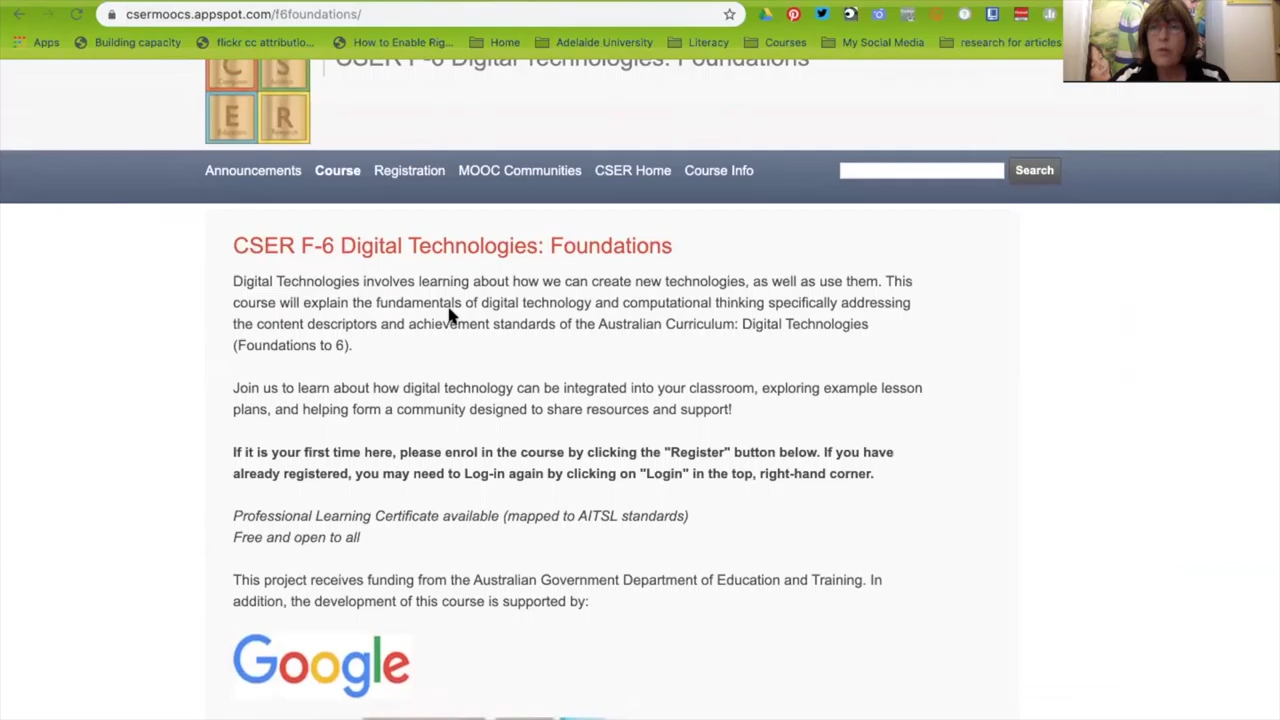 csermoocs.appspot.com/f6foundations/
Apps Building capacity flickr cc attributio... How to Enable Rig... Home Adelaide University Literacy Courses My Social Media research for articles
CSER F-6 Digital Technologies: Foundations
C S
E R
Announcements Course Registration MOOC Communities CSER Home Course Info Search
CSER F-6 Digital Technologies: Foundations
Digital Technologies involves learning about how we can create new technologies, as well as use them. This
course will explain the fundamentals of digital technology and computational thinking specifically addressing
the content descriptors and achievement standards of the Australian Curriculum: Digital Technologies
(Foundations to 6).
Join us to learn about how digital technology can be integrated into your classroom, exploring example lesson
plans, and helping form a community designed to share resources and support!
If it is your first time here, please enrol in the course by clicking the "Register" button below. If you have
already registered, you may need to Log-in again by clicking on "Login" in the top, right-hand corner.
Professional Learning Certificate available (mapped to AITSL standards)
Free and open to all
This project receives funding from the Australian Government Department of Education and Training. In
addition, the development of this course is supported by:
Google